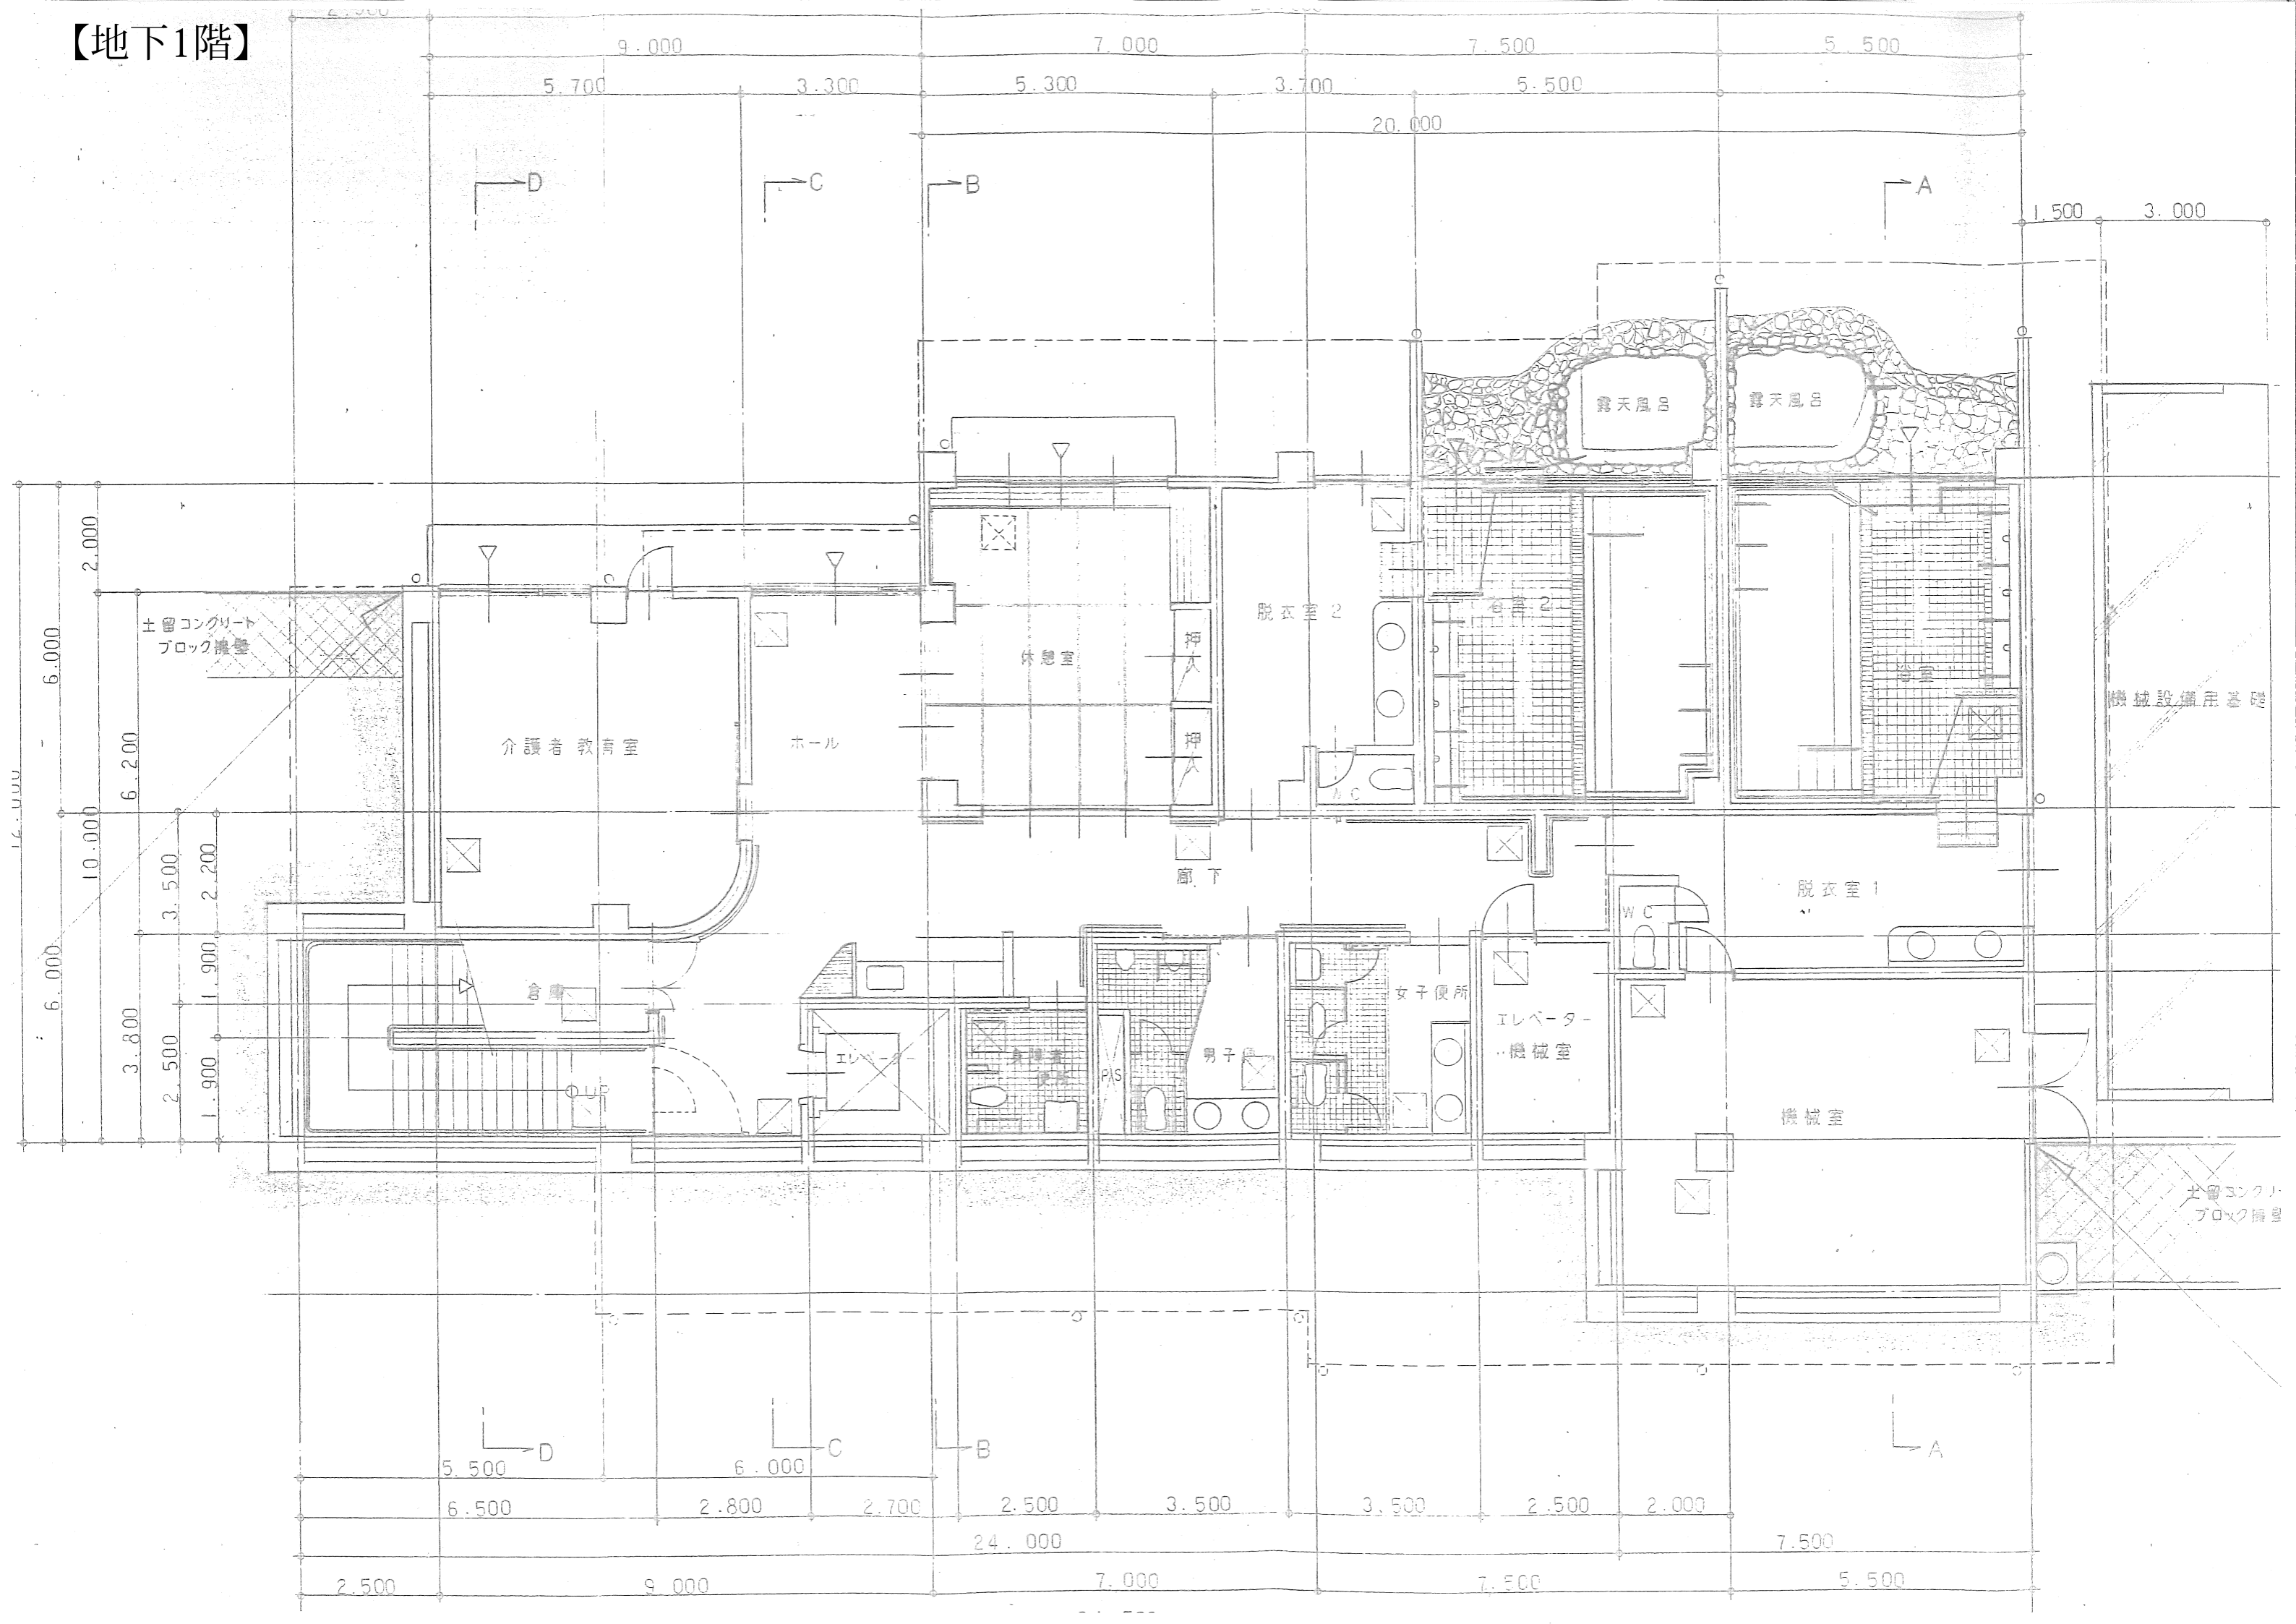 【地下1階】
9.000
7.000
7.500
5.500
5.700
3.300
5.300
3.700
5.500
20.000
D
C
B
A
1.500
3.000
露天風呂
露天風呂
2.000
6.000
6.200
10.000
3.500
2.200
6.000
1.900
3.800
2.500
1.900
土留コンクリート
ブロック擁壁
介護者教育室
ホール
休憩室
押入
押入
脱衣室2
浴室2
WC
機械設備用基礎
廊下
脱衣室1
WC
倉庫
UP
エレベーター
身障者
便所
PS
女子便所
エレベーター
機械室
機械室
ブロック擁壁
D
C
B
A
5.500
6.000
6.500
2.800
2.700
2.500
3.500
3.500
2.500
2.000
24.000
7.500
2.500
9.000
7.000
7.500
5.500